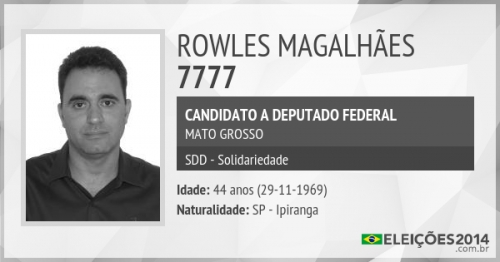 ROWLES MAGALHÃES
7777
CANDIDATO A DEPUTADO FEDERAL
MATO GROSSO
SDD - Solidariedade
Idade: 44 anos (29-11-1969)
Naturalidade: SP - Ipiranga
ELEIÇÕES2014
.com.br